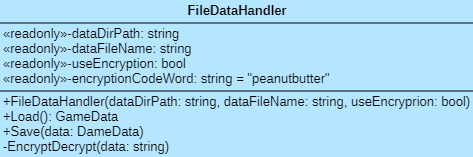 FileDataHandler
«readonly»-dataDirPath: string
«readonly»-dataFileName: string
«readonly»-useEncryption: bool
«readonly»-encryptionCodeWord: string = "peanutbutter"
+FileDataHandler(dataDirPath: string, dataFileName: string, useEncryprion: bool)
+Load(): GameData
+Save(data: DameData)
-EncryptDecrypt(data: string)